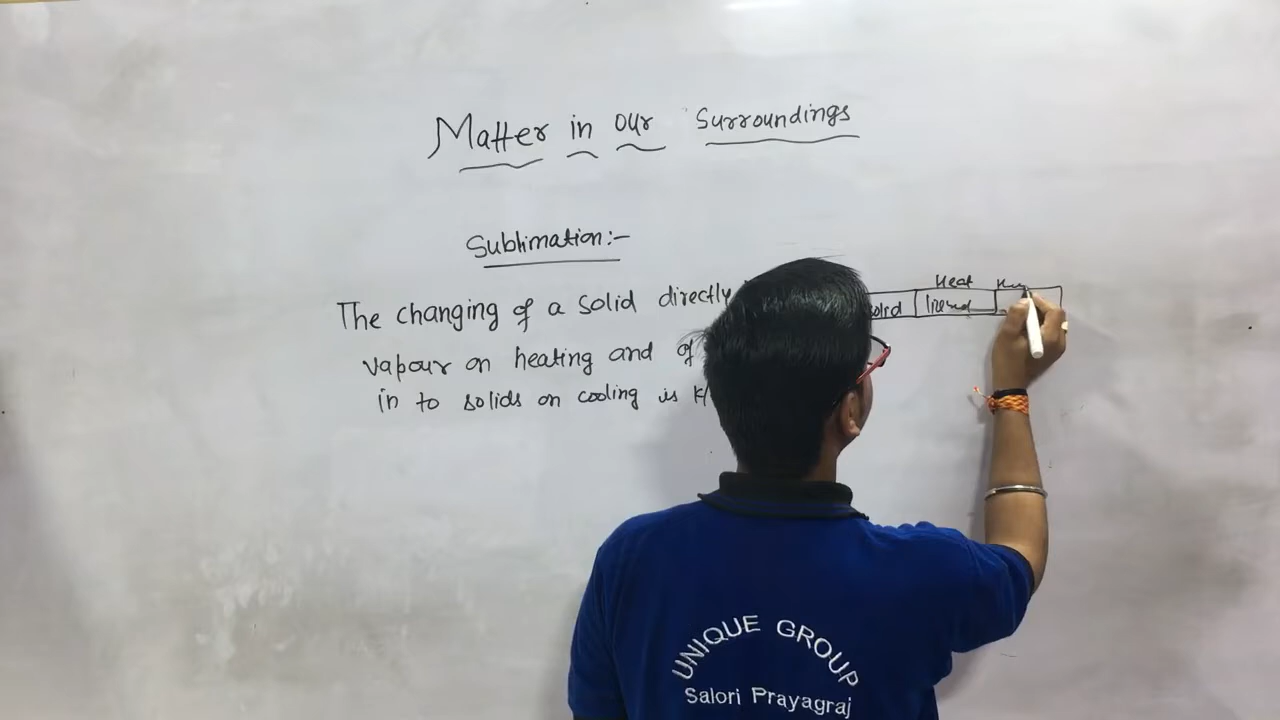 Matter in our Surroundings
Sublimation:-
The changing of a solid directly
vapour on heating and of
in to solids on cooling is K/
Heat
solid
UNIQUE GROUP
Salori Prayagraj